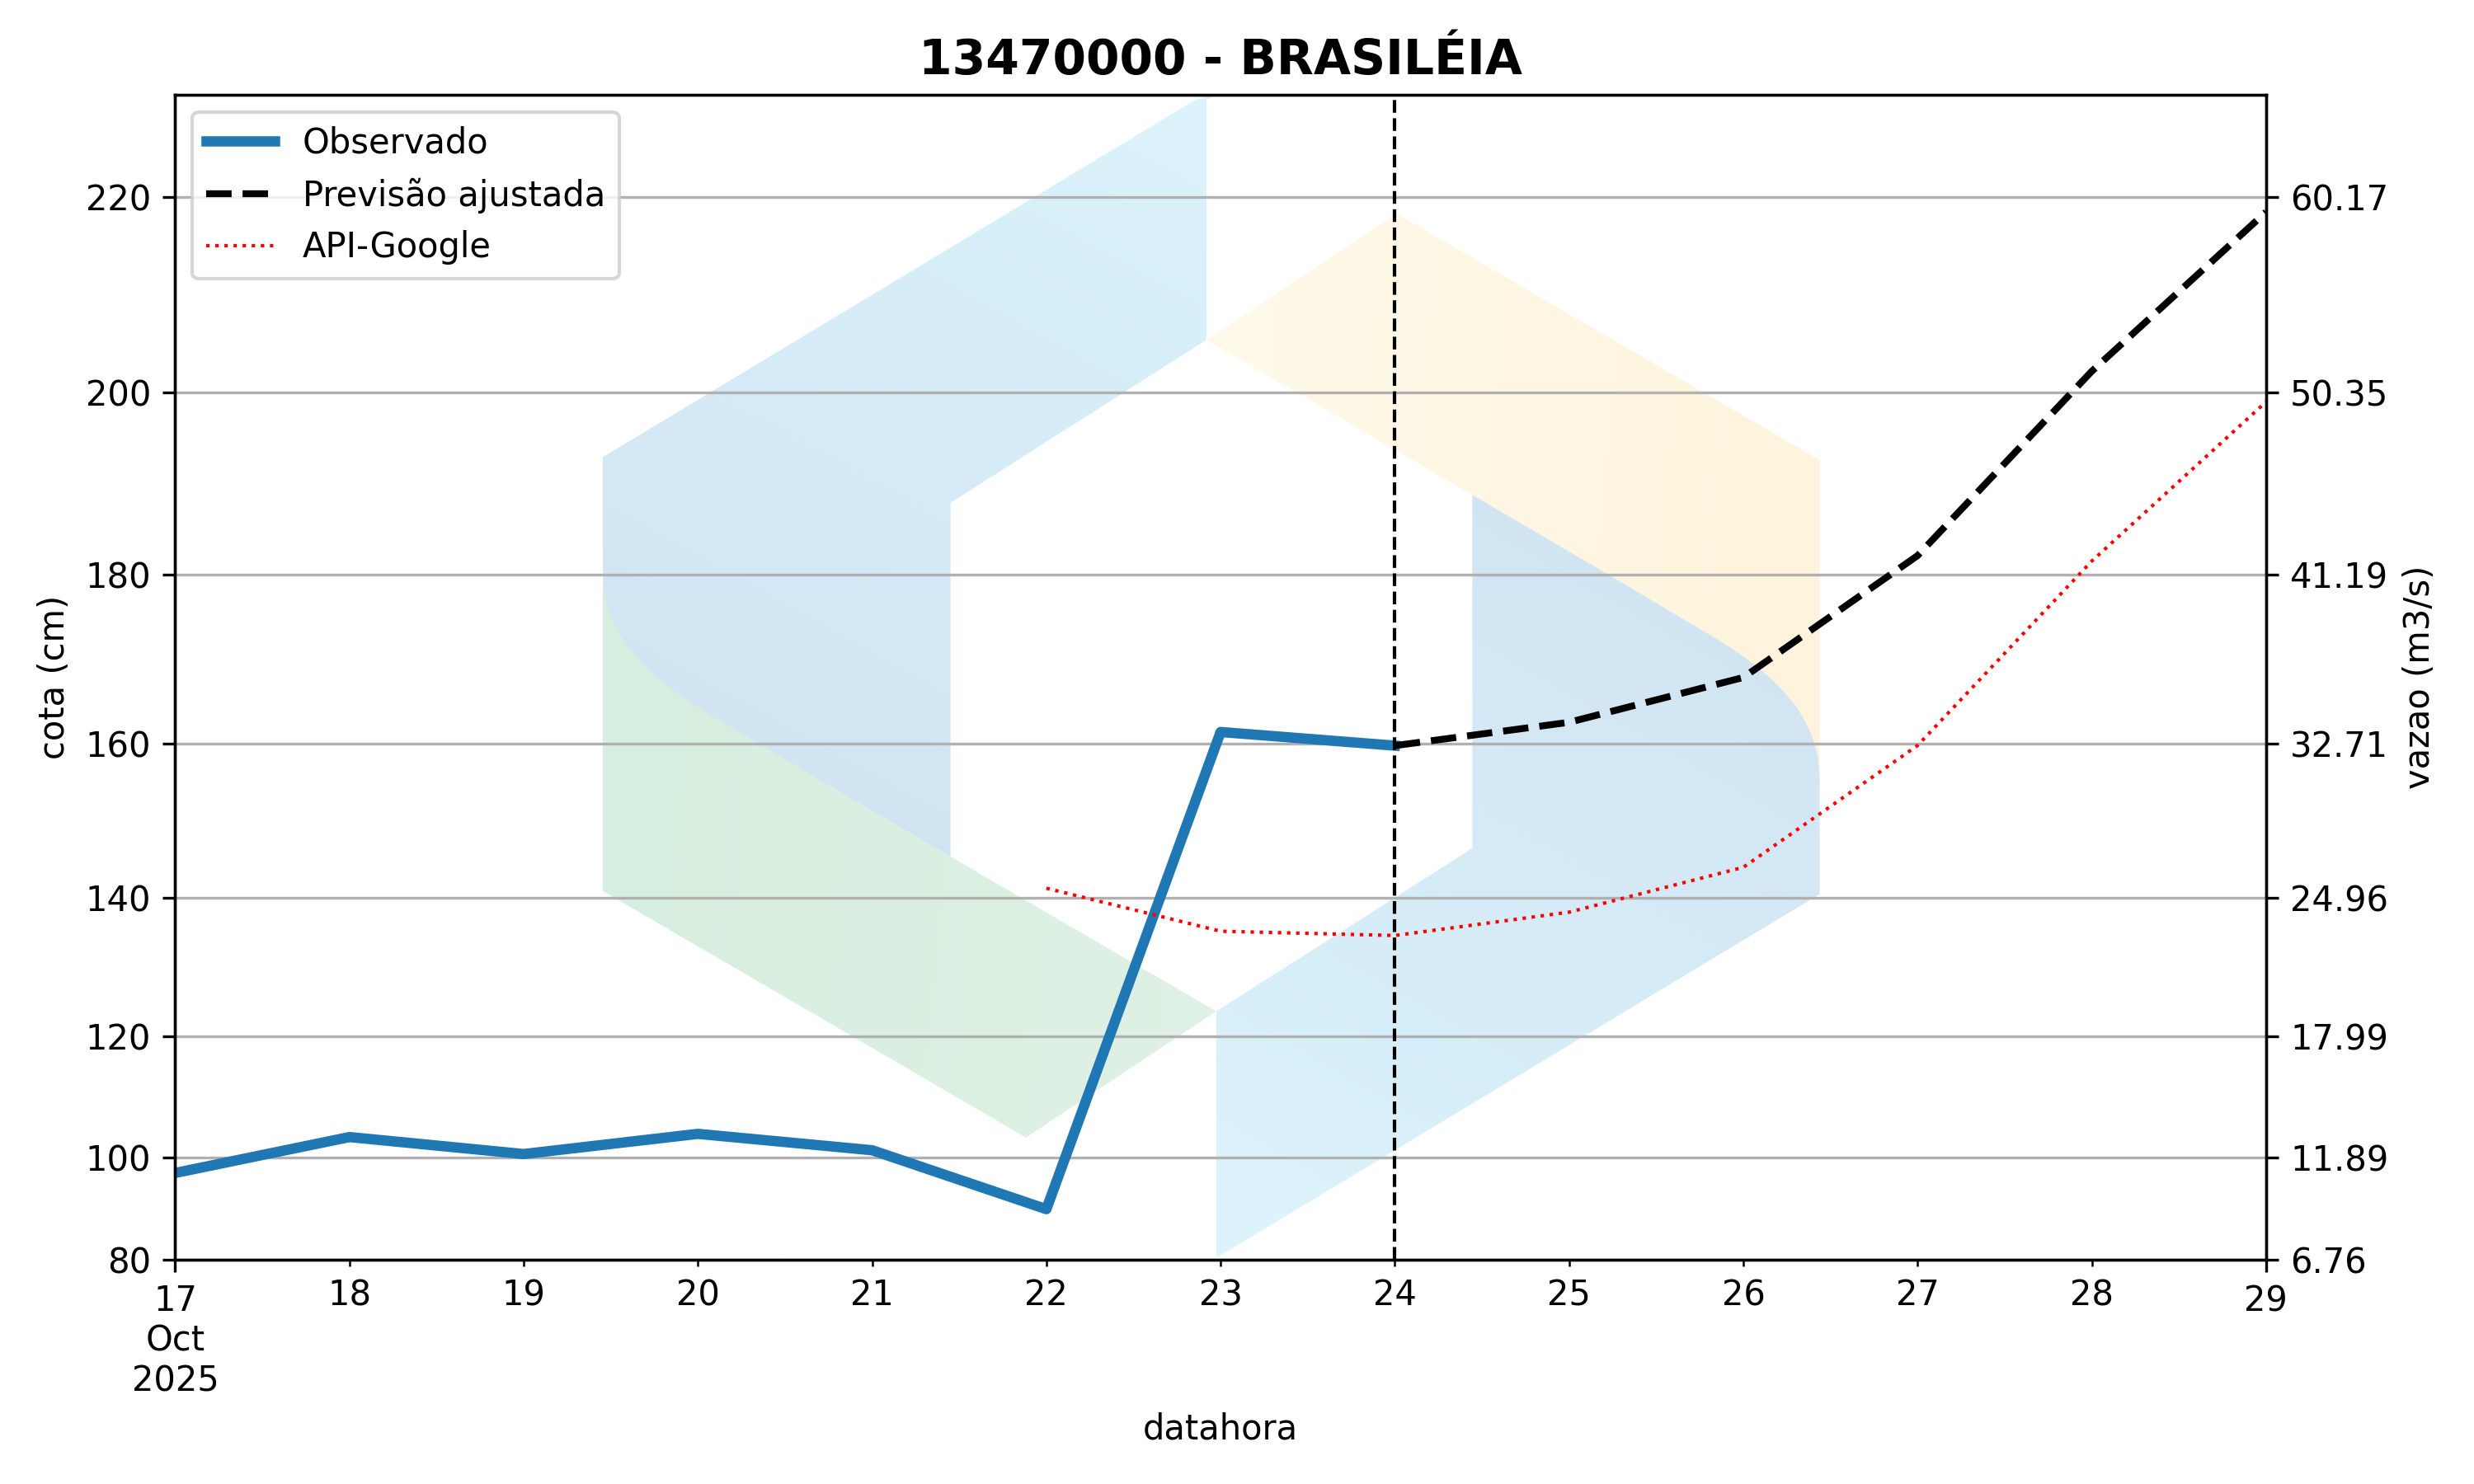 13470000 - BRASILÉIA
Observado
Previsão ajustada
API-Google
220
200
180
160
140
120
100
80
cota (cm)
60.17
50.35
41.19
32.71
24.96
17.99
11.89
6.76
vazao (m3/s)
17 18 19 20 21 22 23 24 25 26 27 28 29
Oct
2025
datahora